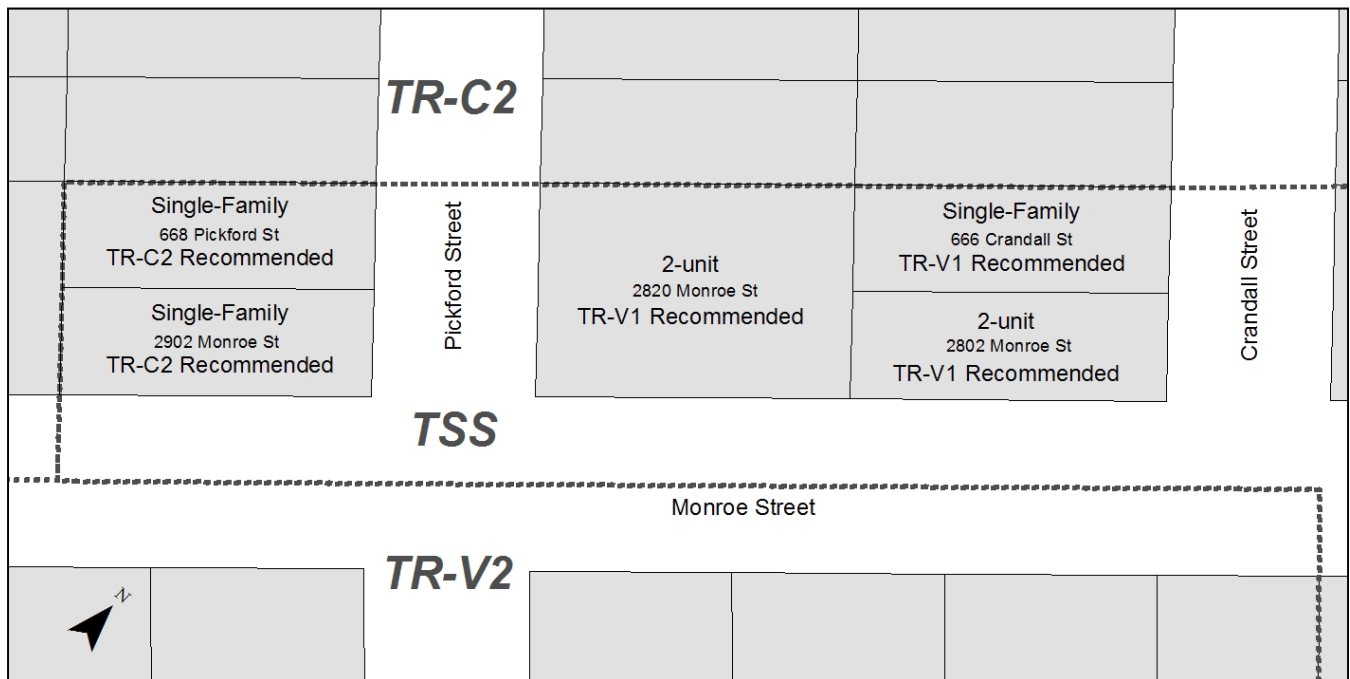 TR-C2
Single-Family
668 Pickford St
TR-C2 Recommended
Single-Family
2902 Monroe St
TR-C2 Recommended
Pickford Street
2-unit
2820 Monroe St
TR-V1 Recommended
Single-Family
666 Crandall St
TR-V1 Recommended
2-unit
2802 Monroe St
TR-V1 Recommended
Crandall Street
TSS
Monroe Street
TR-V2
N